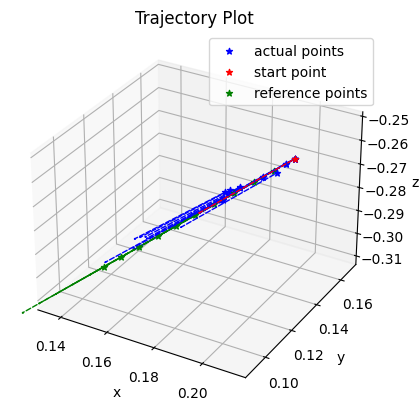 Trajectory Plot
actual points
start point
reference points
−0.25
−0.26
−0.27
−0.28
−0.29
−0.30
−0.31
z
0.14
0.16
0.18
0.20
x
0.10
0.12
0.14
0.16
y